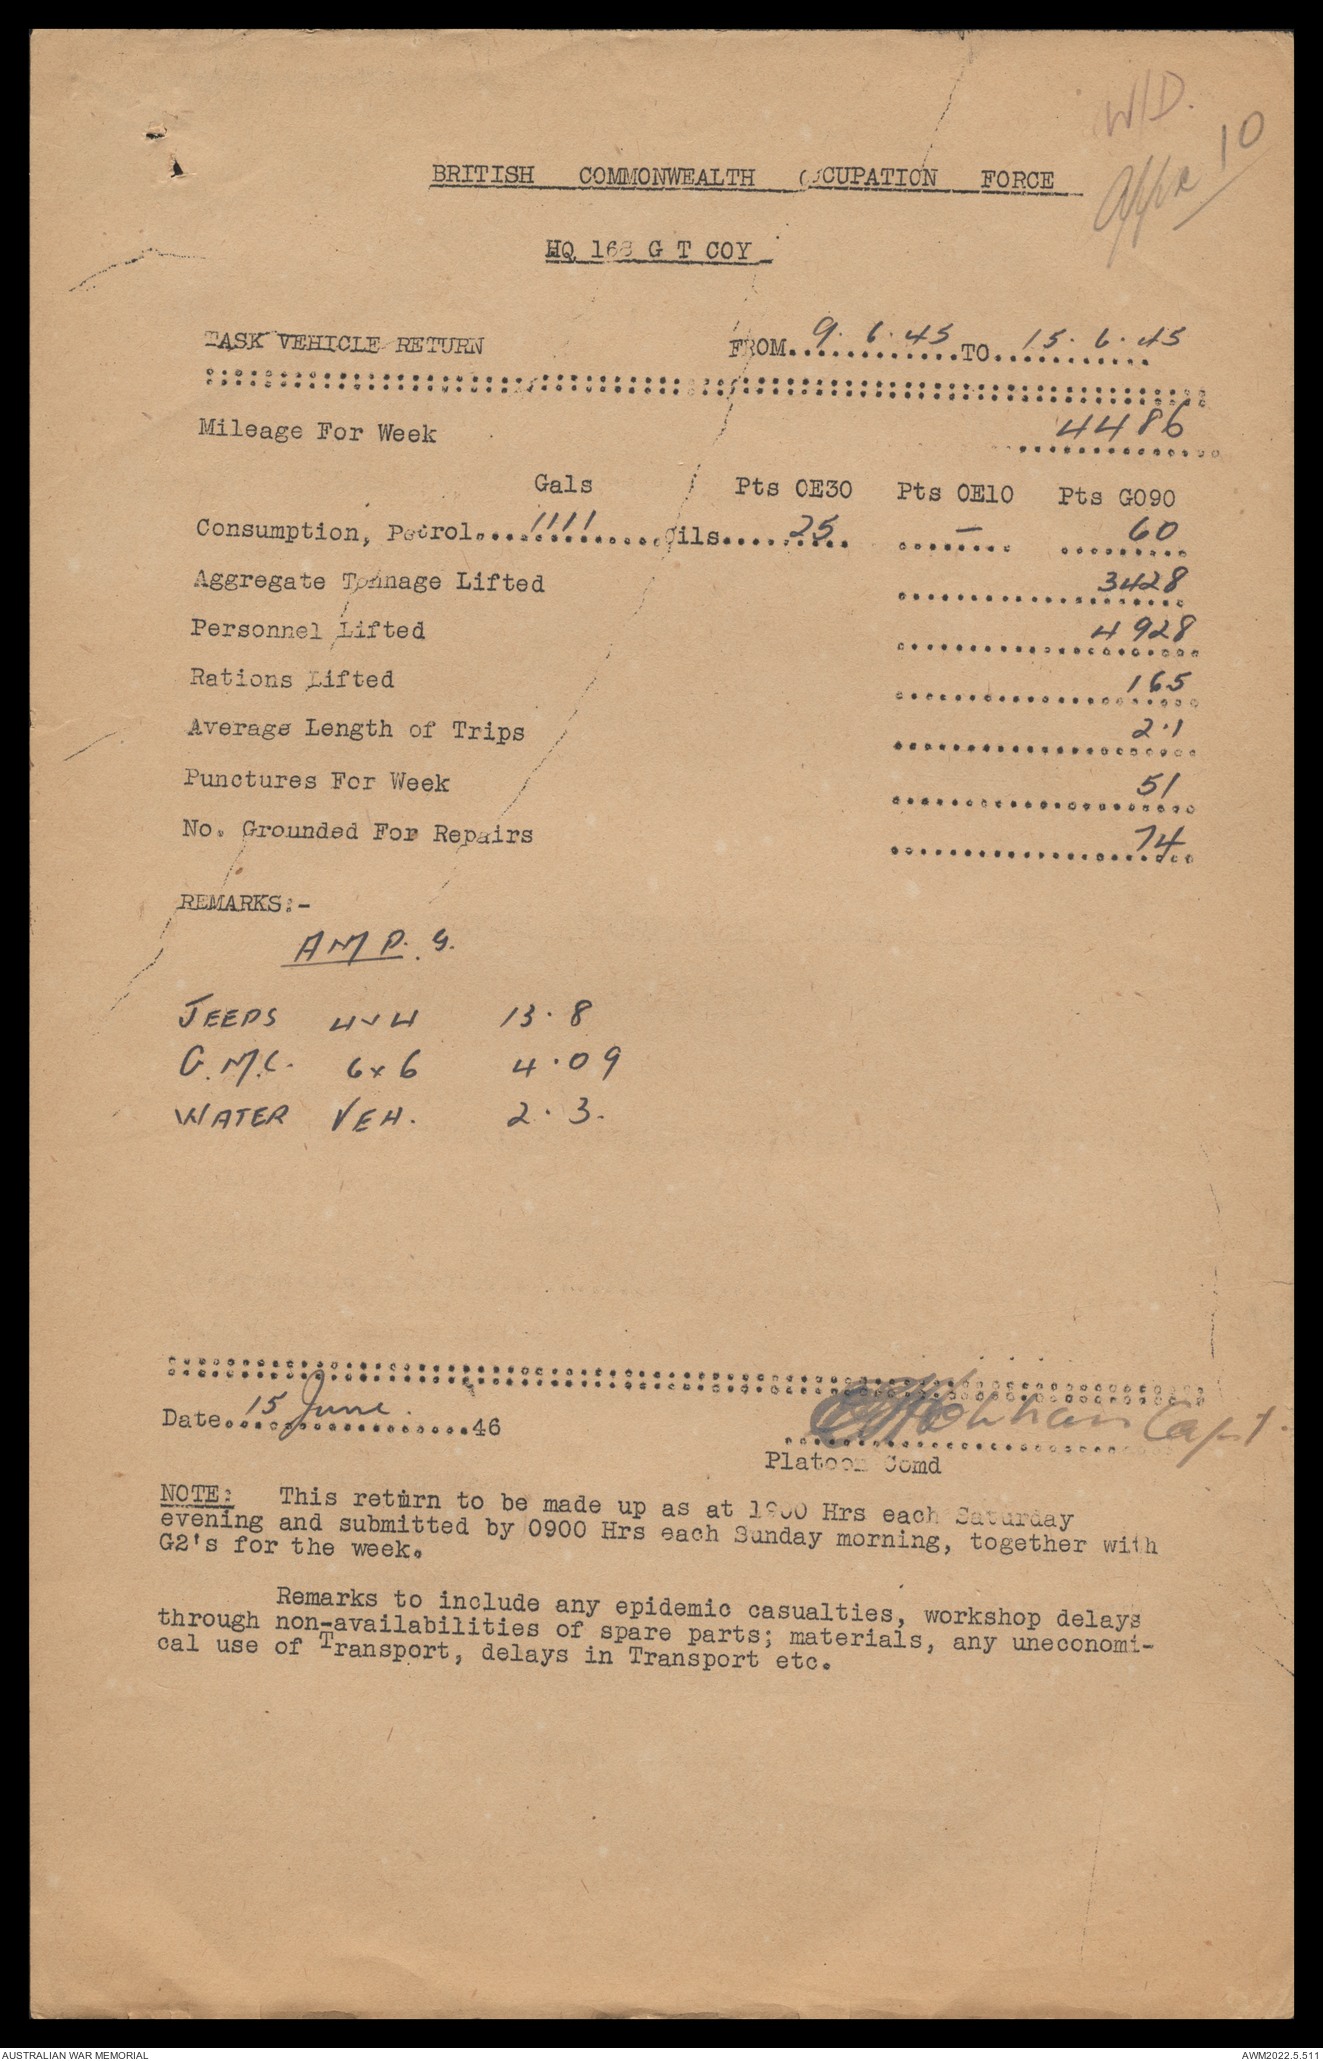 W/D.
Appx 10
BRITISH COMMONWEALTH OCCUPATION FORCE
HQ 168 G T COY
TASK VEHICLE RETURN FROM. 9. 6. 45 TO. 15. 6. 45
Mileage For Week 4486
Gals Pts OE30 Pts OE10 Pts GO90
Consumption, Petrol. 1111 Oils. 25 - 60
Aggregate Tonnage Lifted 3428
Personnel Lifted 4928
Rations Lifted 165
Average Length of Trips 2.1
Punctures For Week 51
No. Grounded For Repairs 74
REMARKS:-
A M P. G.
JEEPS 4x4 13.8
G.M.C. 6x6 4.09
WATER VEH. 2.3.
Date. 15 June. 46
Capt.
Platoon Comd
NOTE: This return to be made up as at 1900 Hrs each Saturday
evening and submitted by 0900 Hrs each Sunday morning, together with
G2's for the week.
Remarks to include any epidemic casualties, workshop delays
through non-availabilities of spare parts; materials, any uneconomi-
cal use of Transport, delays in Transport etc.
AUSTRALIAN WAR MEMORIAL AWM2022.5.511